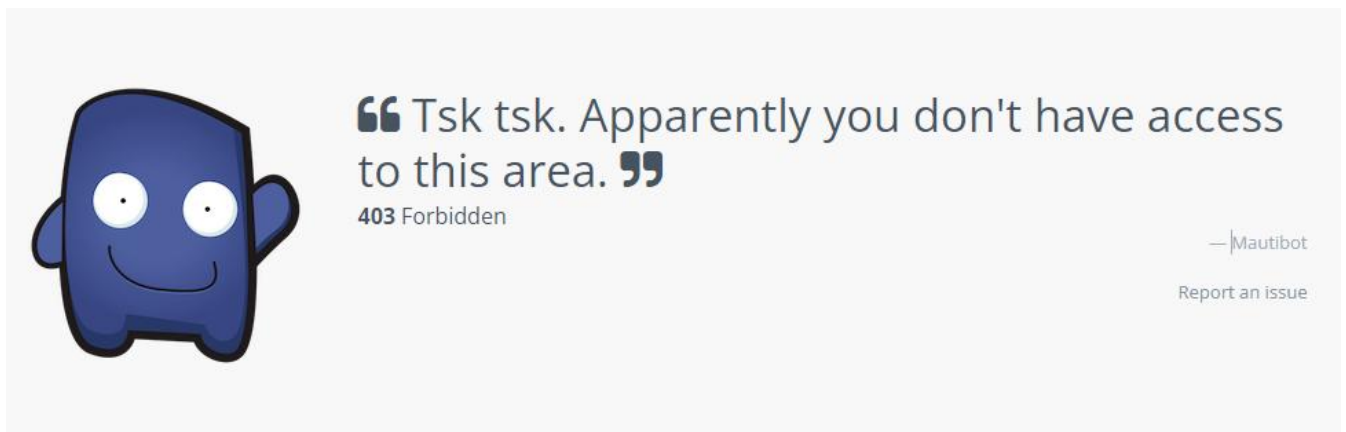 “ Tsk tsk. Apparently you don't have access
to this area. ”
403 Forbidden
— Mautibot
Report an issue